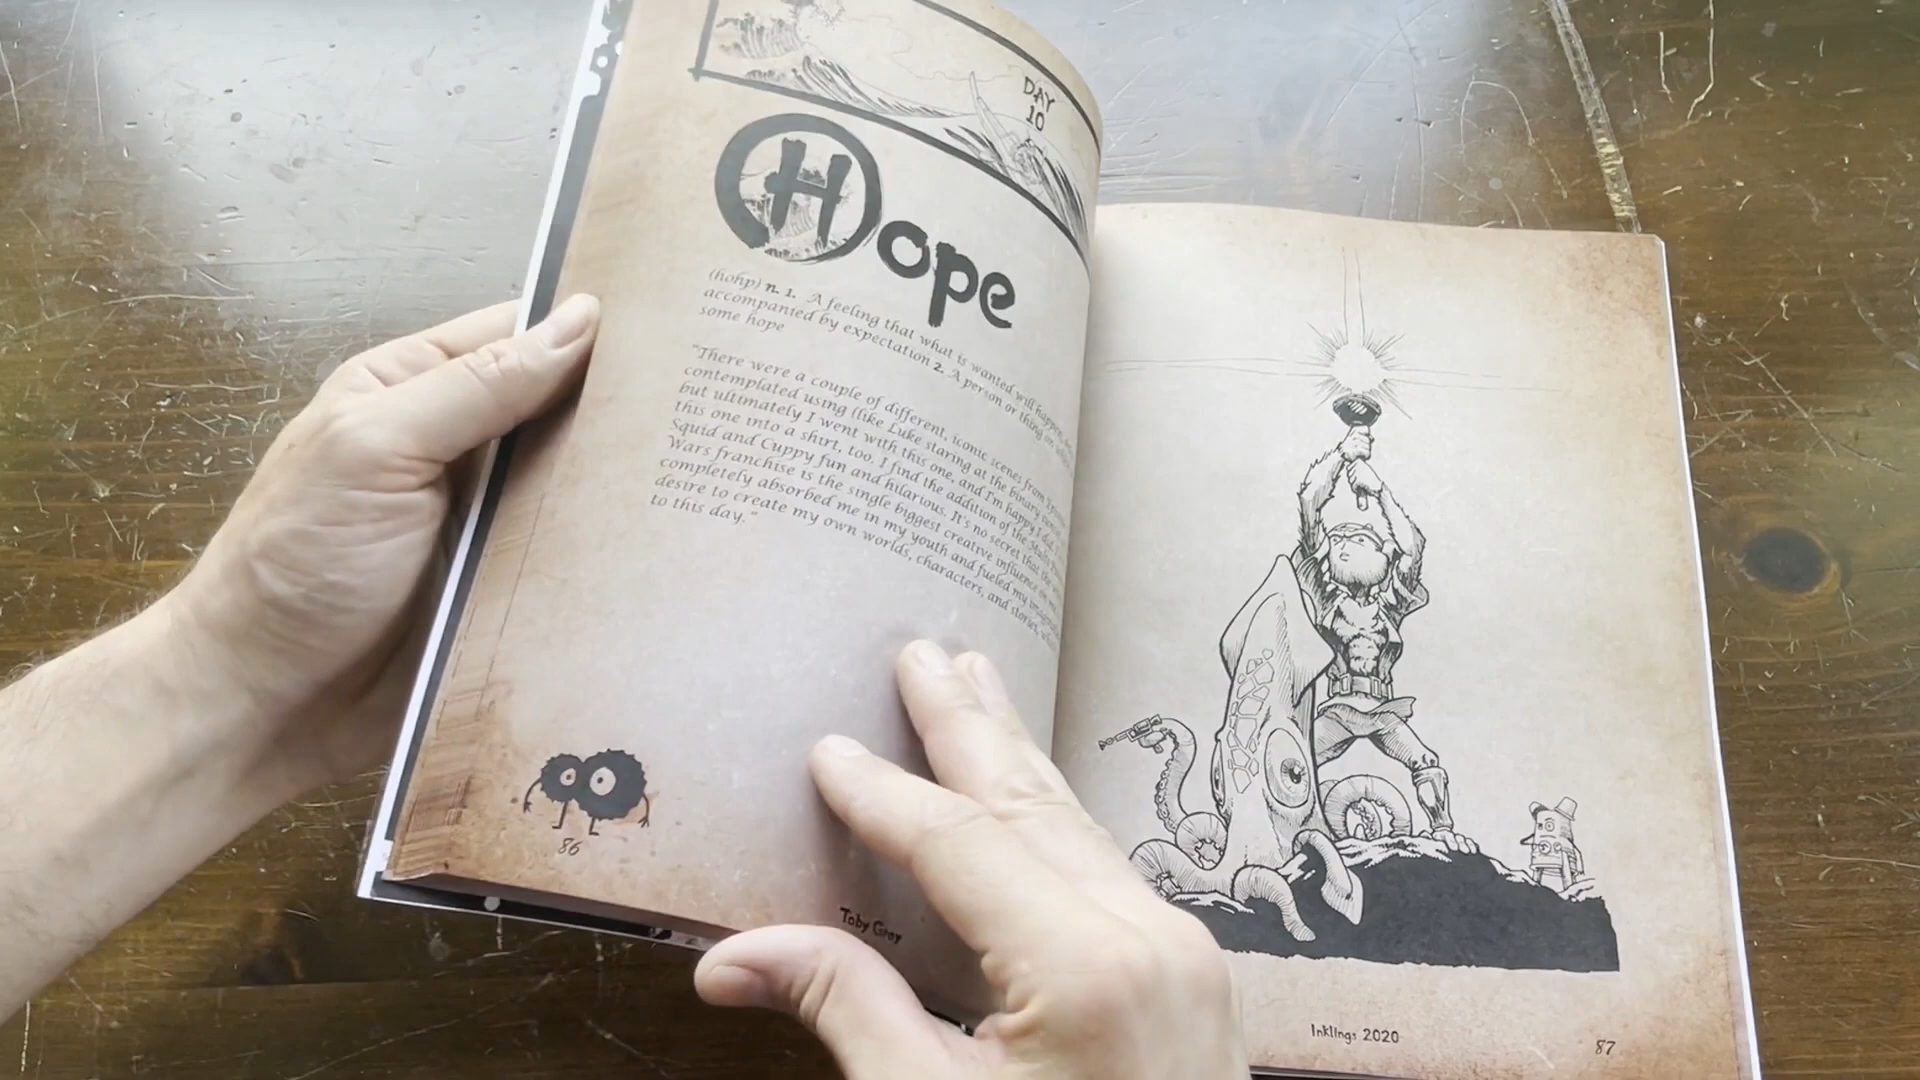 DAY
10
Hope
(hohp) n. 1. A feeling that what is wanted will happen,
accompanied by expectation 2. A person or thing on
some hope
"There were a couple of different, iconic scenes from
contemplated using (like Luke staring at the binary
but ultimately I went with this one, and I'm happy I did. I
this one into a shirt, too. I find the addition of the
Squid and Cuppy fun and hilarious. It's no secret that the
Wars franchise is the single biggest creative influence on
completely absorbed me in my youth and fueled my
desire to create my own worlds, characters, and stories,
to this day."
86
Toby Gray
Inklings 2020
87